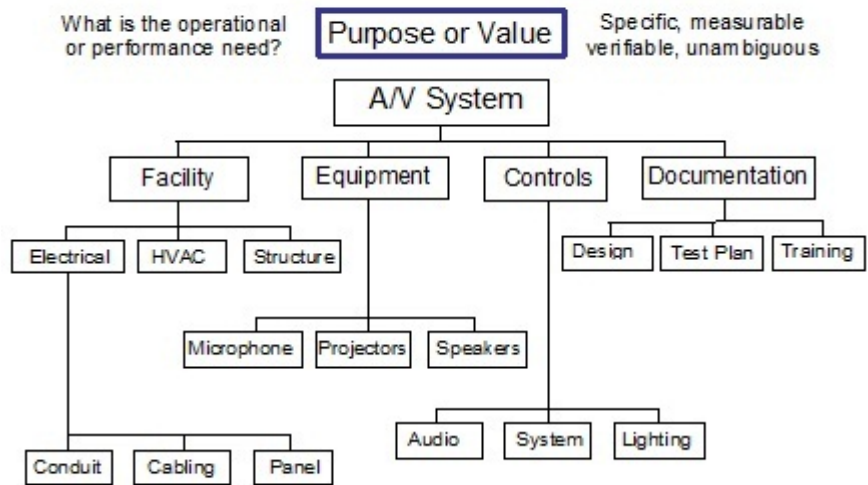 What is the operational
or performance need?
Purpose or Value
Specific, measurable
verifiable, unambiguous
A/V System
Facility
Equipment
Controls
Documentation
Electrical
HVAC
Structure
Design
Test Plan
Training
Microphone
Projectors
Speakers
Audio
System
Lighting
Conduit
Cabling
Panel